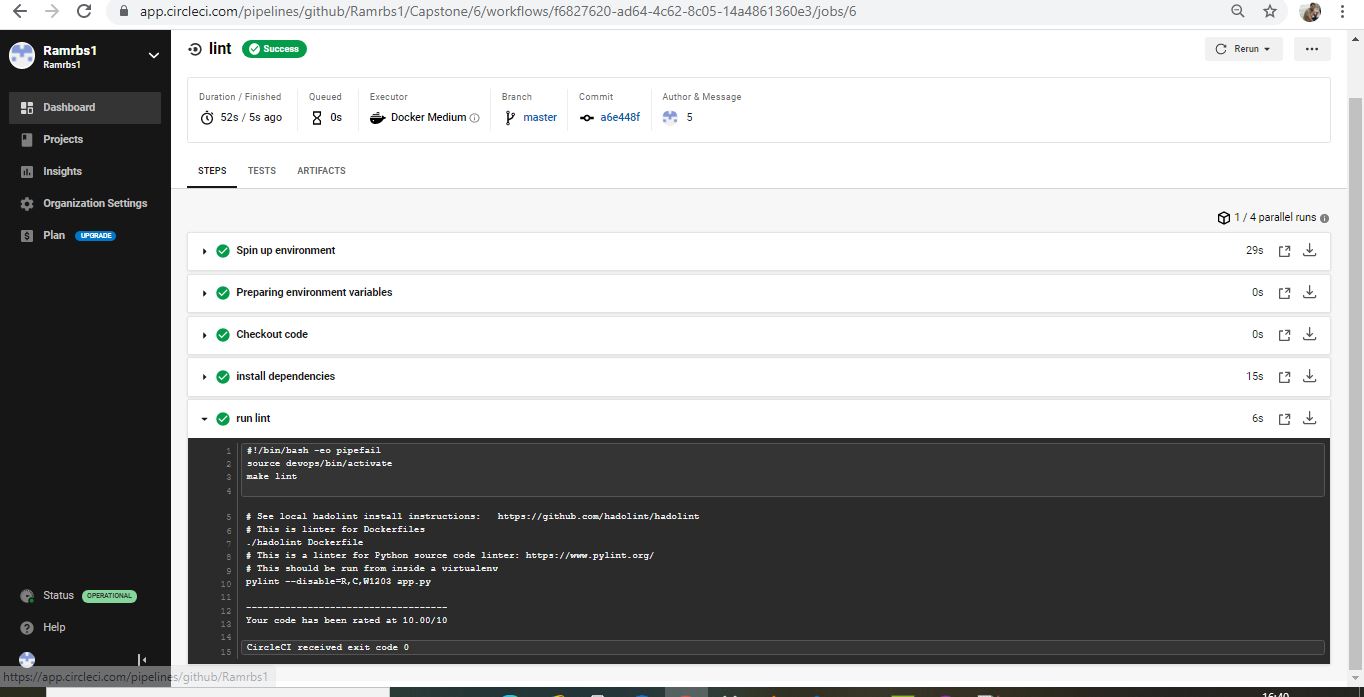 app.circleci.com/pipelines/github/Ramrbs1/Capstone/6/workflows/f6827620-ad64-4c62-8c05-14a4861360e3/jobs/6
Ramrbs1
Ramrbs1
Dashboard
Projects
Insights
Organization Settings
Plan UPGRADE
lint Success
Rerun
Duration / Finished Queued Executor Branch Commit Author & Message
52s / 5s ago 0s Docker Medium master a6e448f 5
STEPS TESTS ARTIFACTS
1 / 4 parallel runs
Spin up environment 29s
Preparing environment variables 0s
Checkout code 0s
install dependencies 15s
run lint 6s
1 #!/bin/bash -eo pipefail
2 source devops/bin/activate
3 make lint
4
5 # See local hadolint install instructions:   https://github.com/hadolint/hadolint
6 # This is linter for Dockerfiles
7 ./hadolint Dockerfile
8 # This is a linter for Python source code linter: https://www.pylint.org/
9 # This should be run from inside a virtualenv
10 pylint --disable=R,C,W1203 app.py
11
12 ------------------------------------
13 Your code has been rated at 10.00/10
14
15 CircleCI received exit code 0
Status OPERATIONAL
Help
https://app.circleci.com/pipelines/github/Ramrbs1
16:40